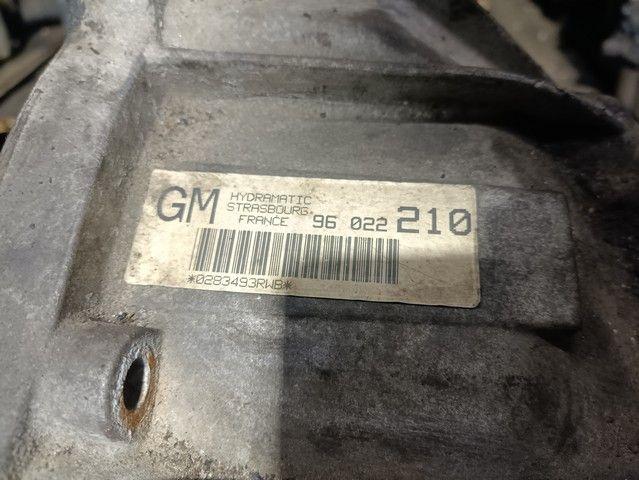 GM HYDRAMATIC
STRASBOURG
FRANCE 96 022 210
*0283493RWB*